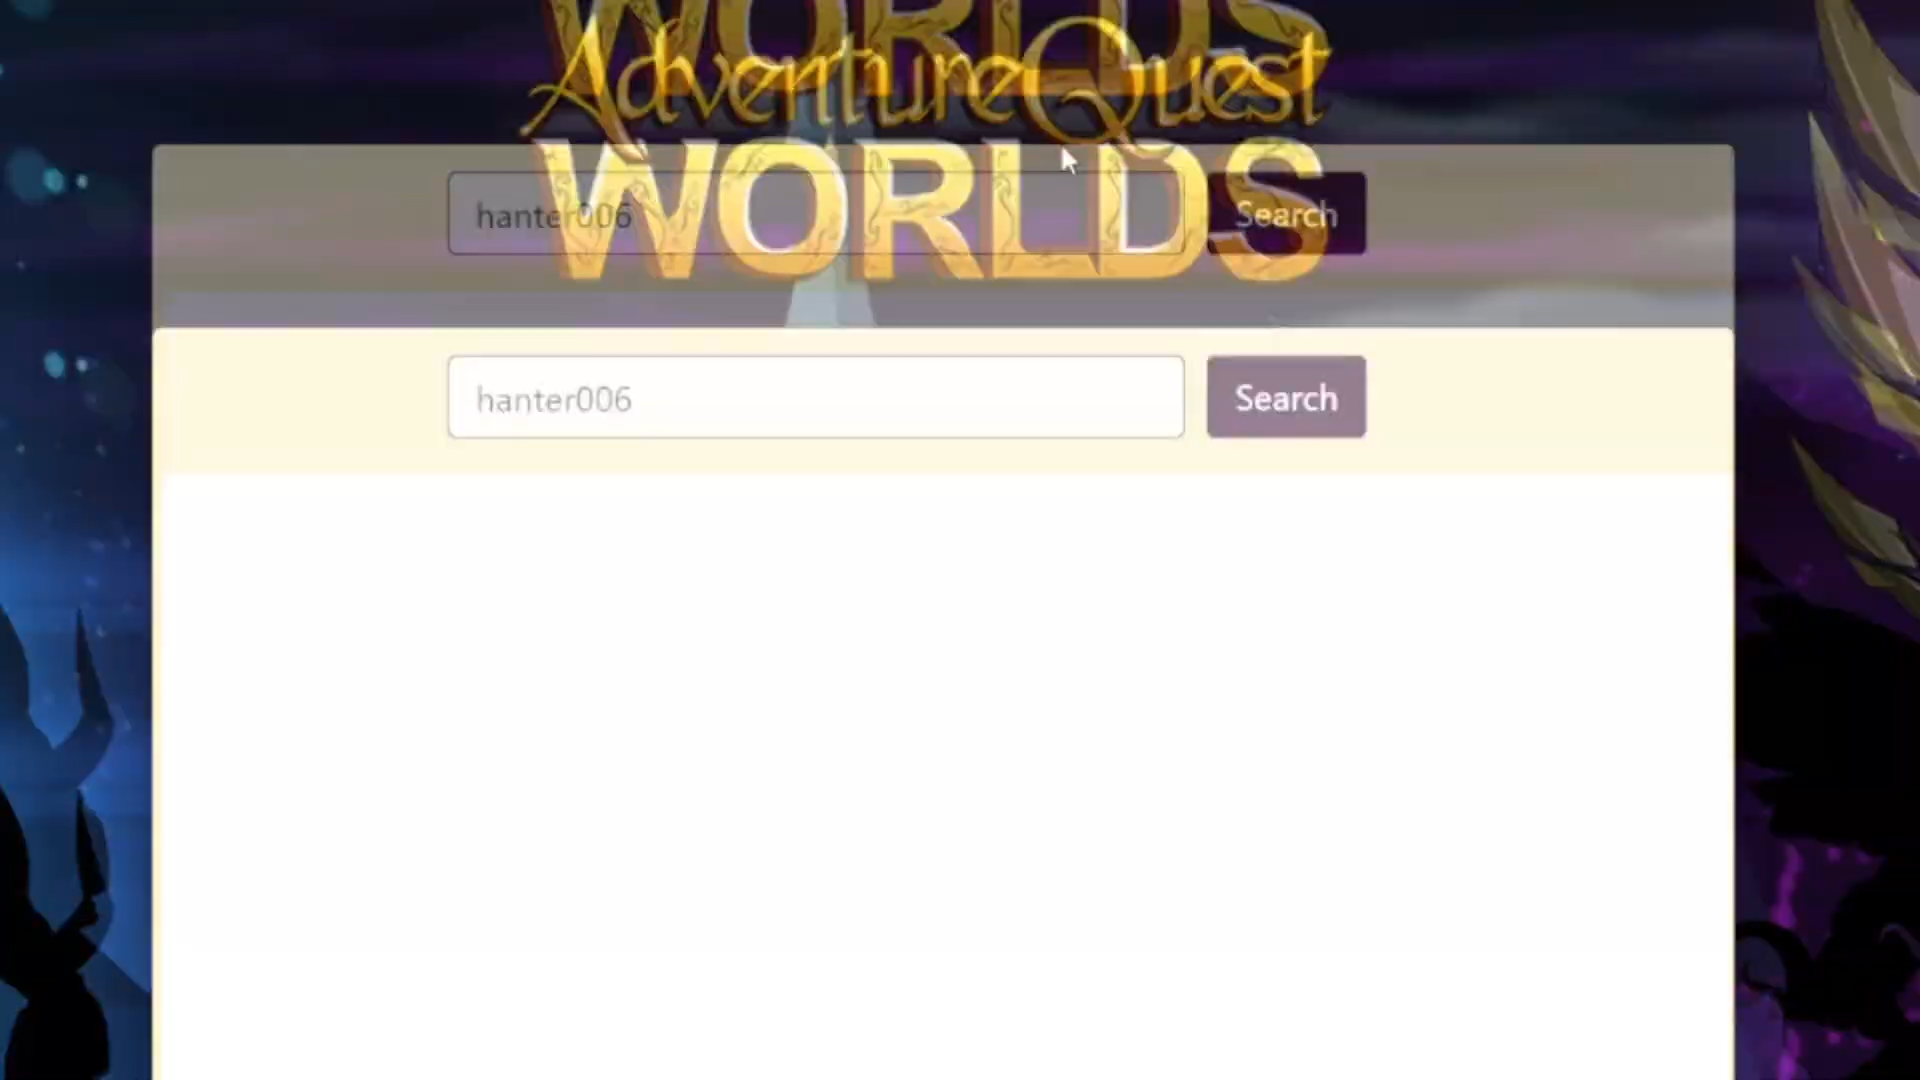 WORLDS
AdventureQuest
WORLDS
hanter006
Search
hanter006
Search